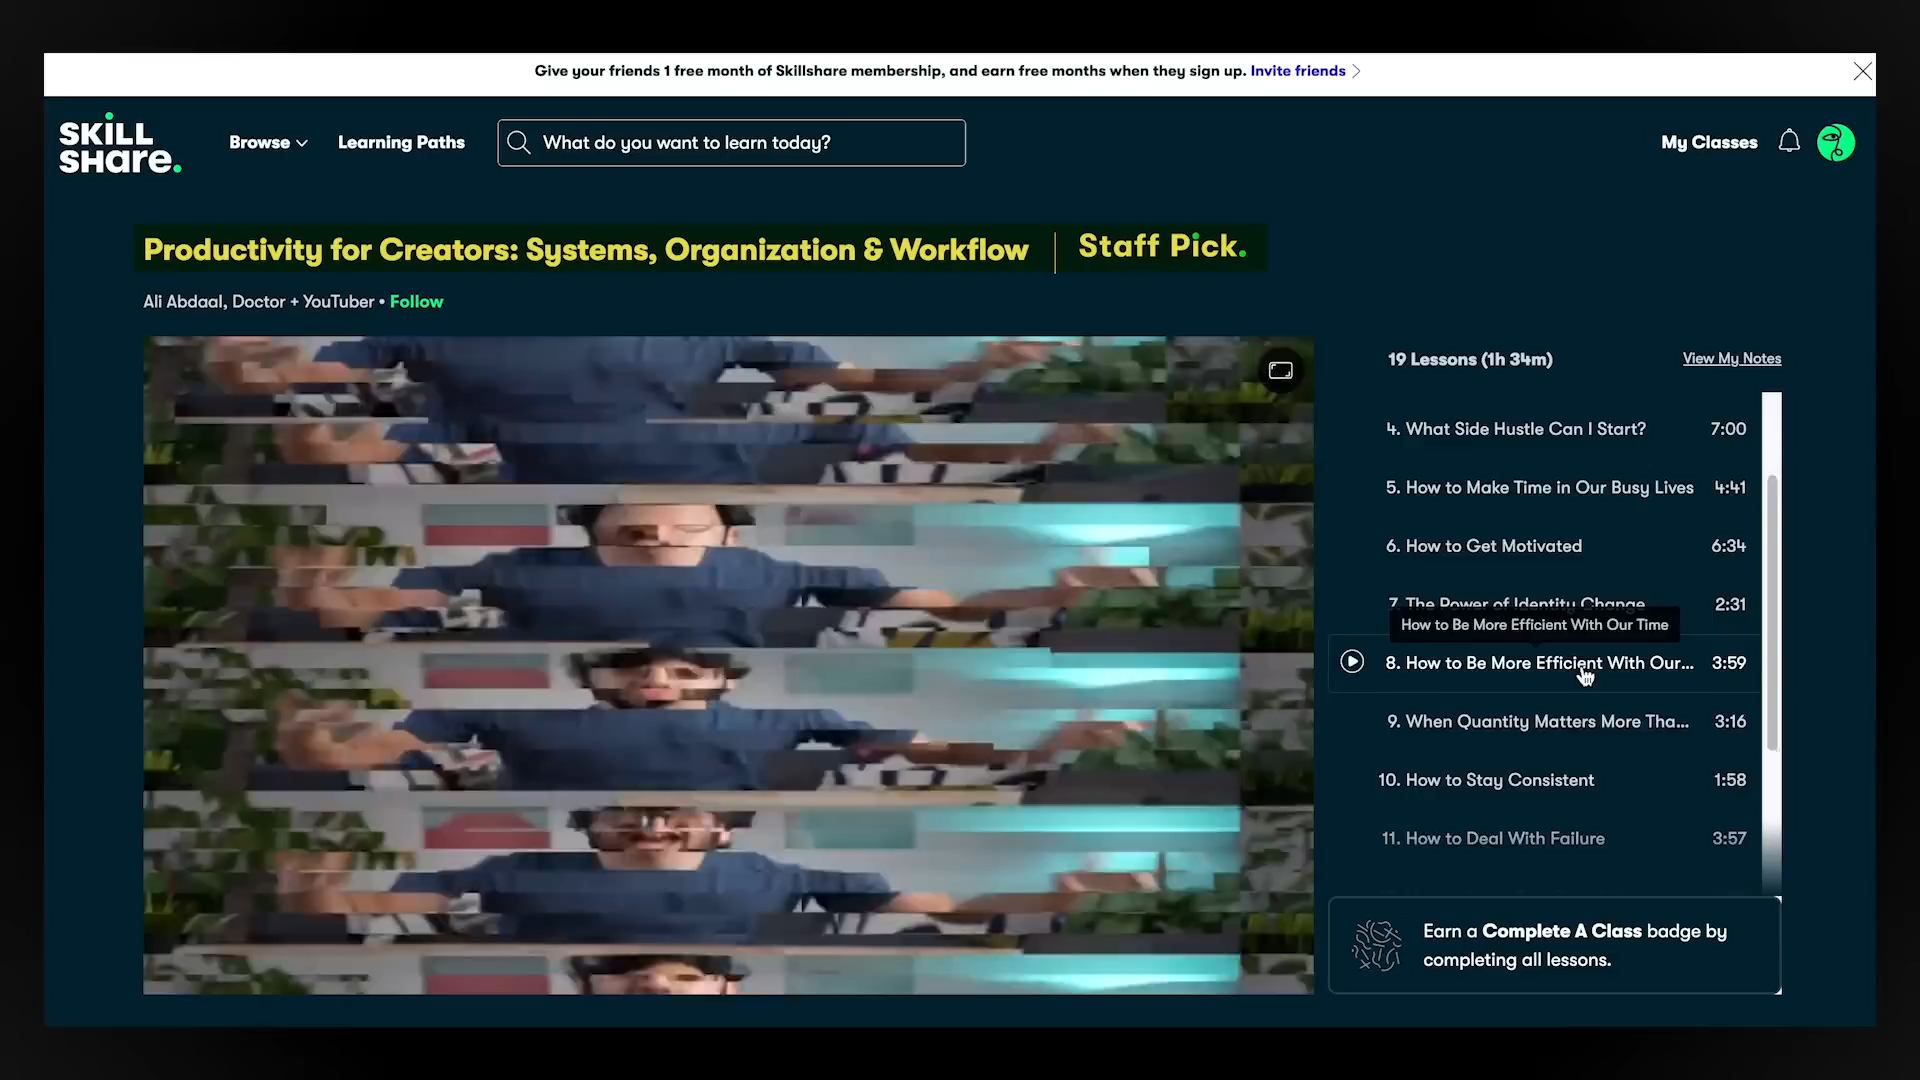 Give your friends 1 free month of Skillshare membership, and earn free months when they sign up. Invite friends
SKILL
SHare.
Browse
Learning Paths
What do you want to learn today?
My Classes
Productivity for Creators: Systems, Organization & Workflow
Staff Pick.
Ali Abdaal, Doctor + YouTuber • Follow
19 Lessons (1h 34m)
View My Notes
4. What Side Hustle Can I Start? 7:00
5. How to Make Time in Our Busy Lives 4:41
6. How to Get Motivated 6:34
7. The Power of Identity Change 2:31
How to Be More Efficient With Our Time
8. How to Be More Efficient With Our... 3:59
9. When Quantity Matters More Tha... 3:16
10. How to Stay Consistent 1:58
11. How to Deal With Failure 3:57
Earn a Complete A Class badge by
completing all lessons.